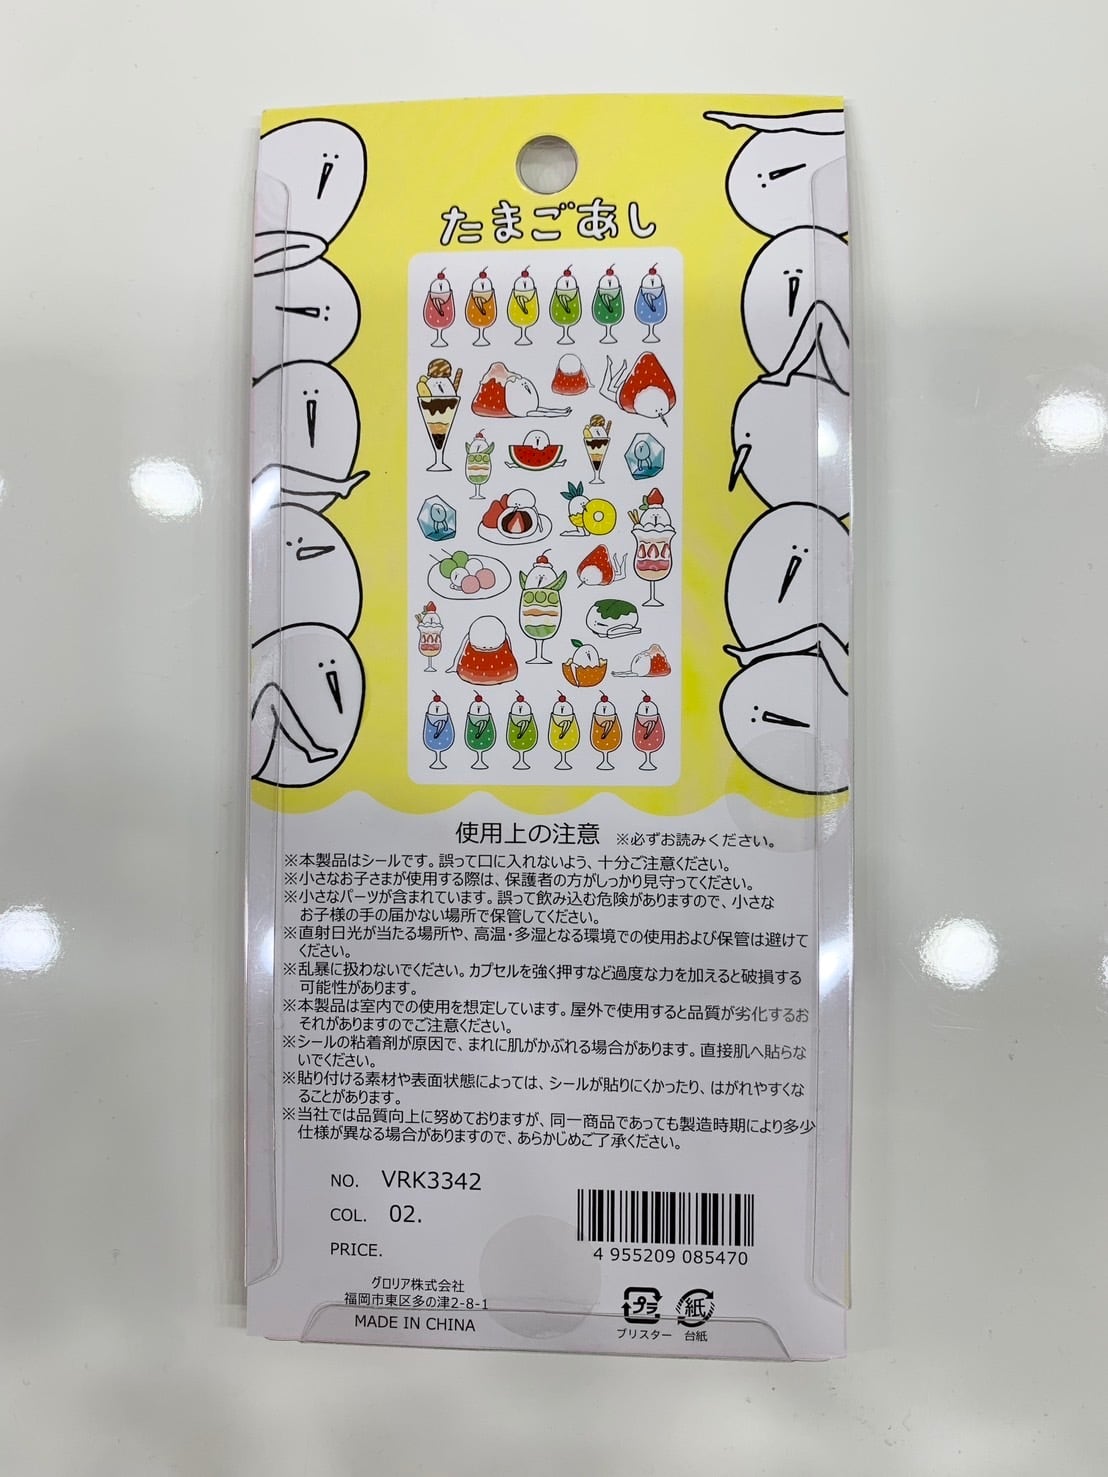 たまごあし
使用上の注意 ※必ずお読みください。
※本製品はシールです。誤って口に入れないよう、十分ご注意ください。
※小さなお子さまが使用する際は、保護者の方がしっかり見守ってください。
※小さなパーツが含まれています。誤って飲み込む危険がありますので、小さな
お子様の手の届かない場所で保管してください。
※直射日光が当たる場所や、高温・多湿となる環境での使用および保管は避けて
ください。
※乱暴に扱わないでください。カプセルを強く押すなど過度な力を加えると破損する
可能性があります。
※本製品は室内での使用を想定しています。屋外で使用すると品質が劣化するお
それがありますのでご注意ください。
※シールの粘着剤が原因で、まれに肌がかぶれる場合があります。直接肌へ貼らな
いでください。
※貼り付ける素材や表面状態によっては、シールが貼りにくかったり、はがれやすくな
ることがあります。
※当社では品質向上に努めておりますが、同一商品であっても製造時期により多少
仕様が異なる場合がありますので、あらかじめご了承ください。
NO. VRK3342
COL. 02.
PRICE.
4 955209 085470
グロリア株式会社
福岡市東区多の津2-8-1
MADE IN CHINA
プラ 紙
ブリスター 台紙